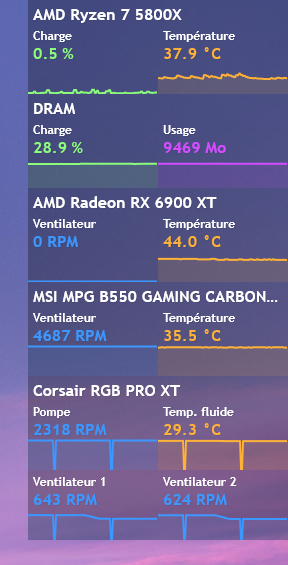 AMD Ryzen 7 5800X
Charge Température
0.5 % 37.9 °C
DRAM
Charge Usage
28.9 % 9469 Mo
AMD Radeon RX 6900 XT
Ventilateur Température
0 RPM 44.0 °C
MSI MPG B550 GAMING CARBON...
Ventilateur Température
4687 RPM 35.5 °C
Corsair RGB PRO XT
Pompe Temp. fluide
2318 RPM 29.3 °C
Ventilateur 1 Ventilateur 2
643 RPM 624 RPM